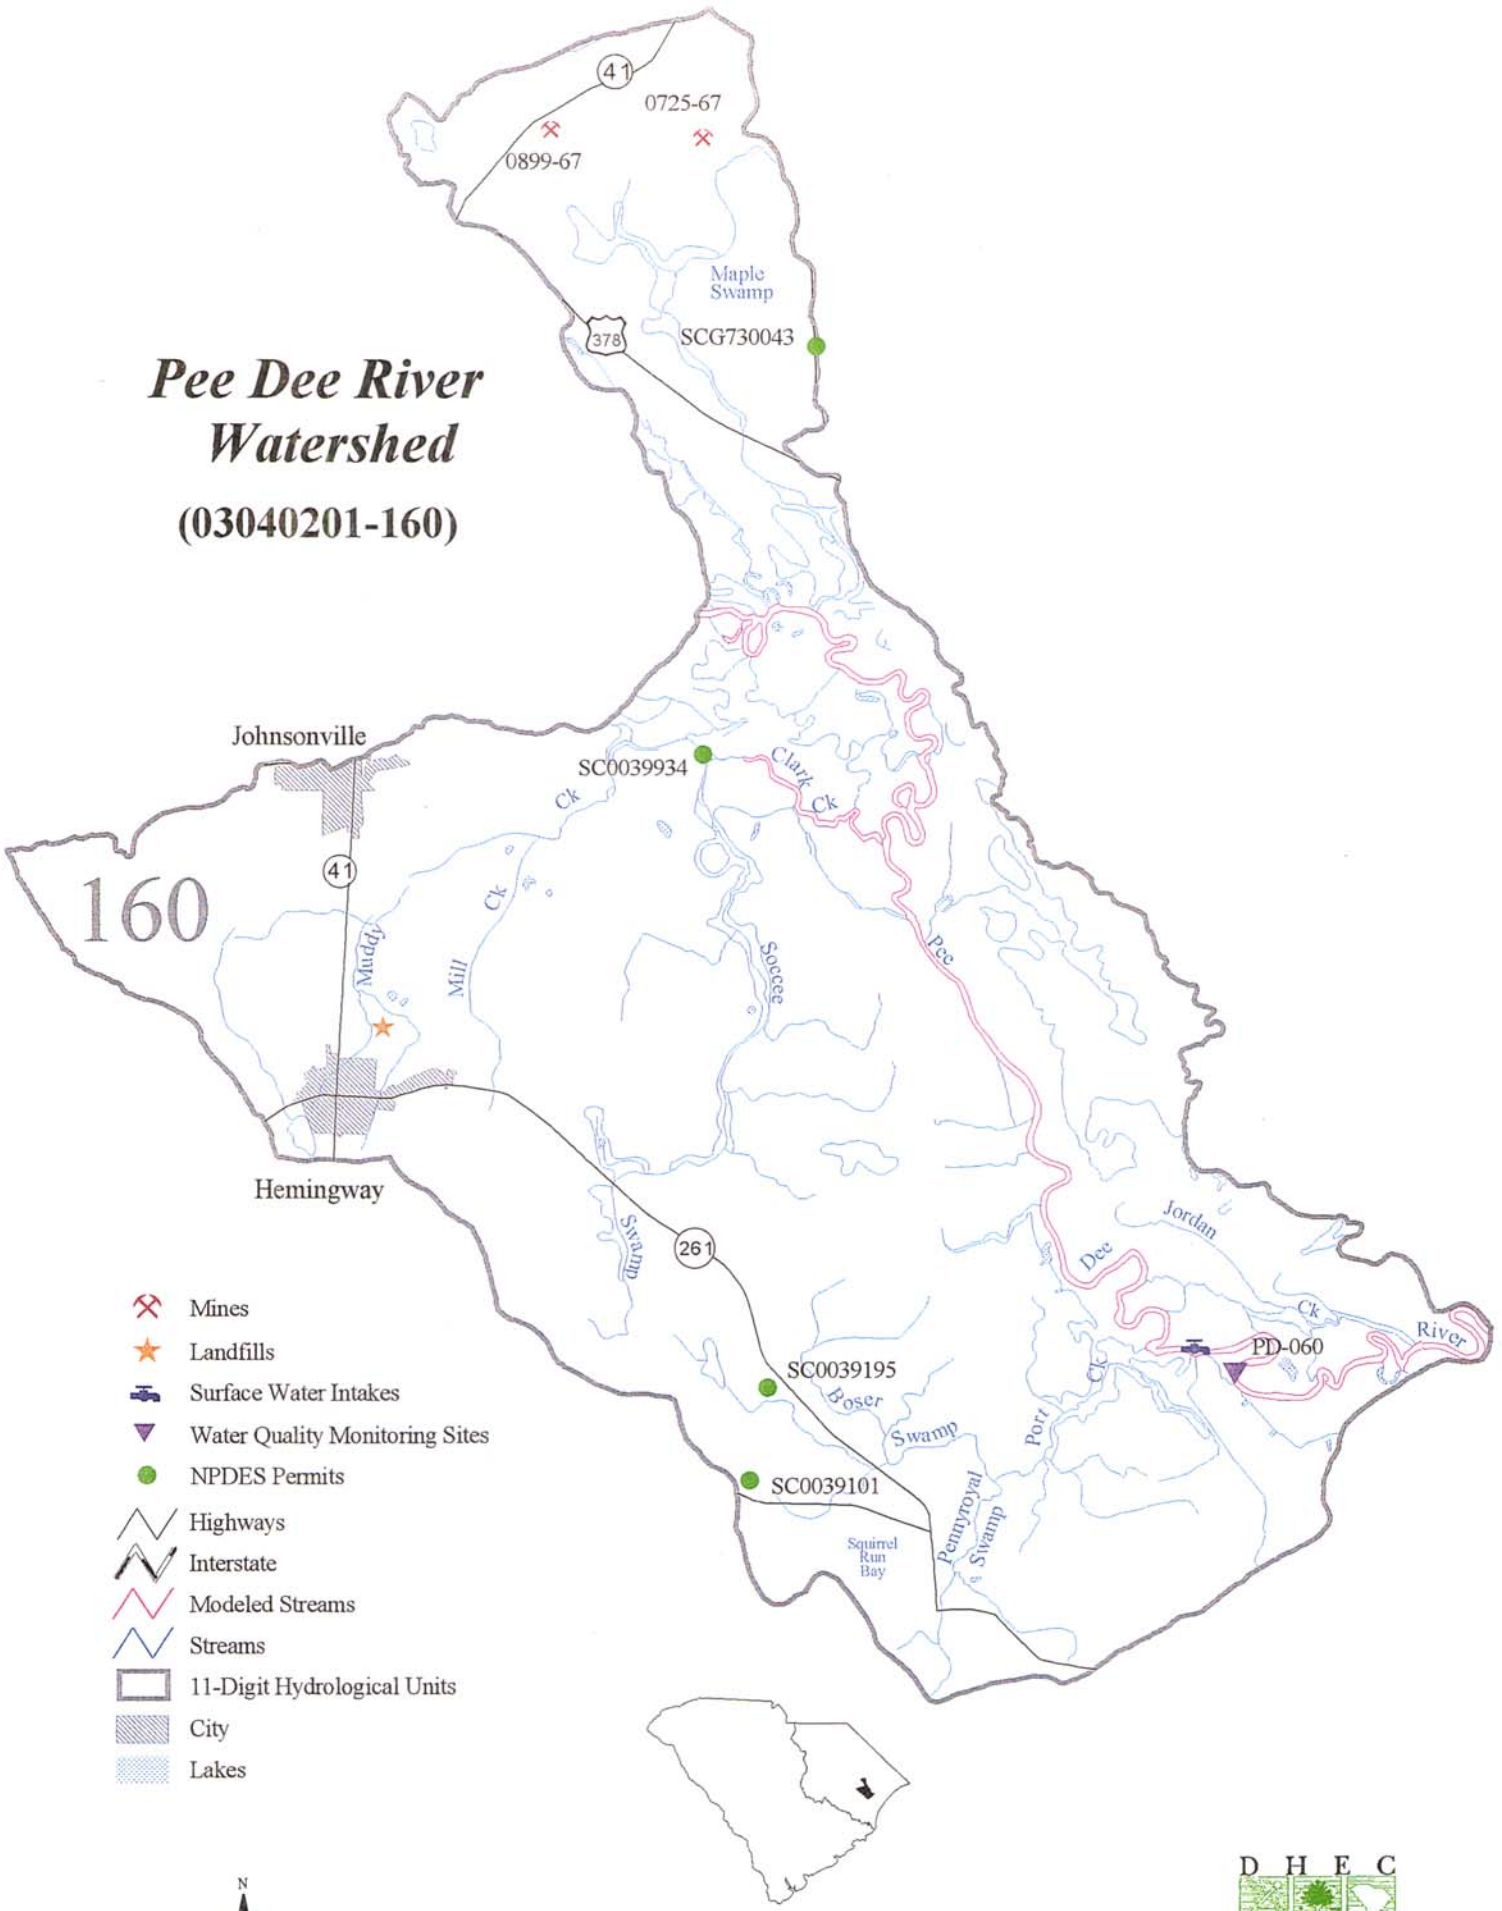 41
0725-67
0899-67
Maple
Swamp
SCG730043
378
Pee Dee River
Watershed
(03040201-160)
Johnsonville
SC0039934
Clark
Ck
Ck
41
160
Ck
Muddy
Mill
Soccee
Pee
Hemingway
Swamp
261
Jordan
Dee
Ck
River
PD-060
SC0039195
Boser
Swamp
Ck
Port
SC0039101
Pennyroyal
Swamp
Squirrel
Run
Bay
Mines
Landfills
Surface Water Intakes
Water Quality Monitoring Sites
NPDES Permits
Highways
Interstate
Modeled Streams
Streams
11-Digit Hydrological Units
City
Lakes
N
D H E C